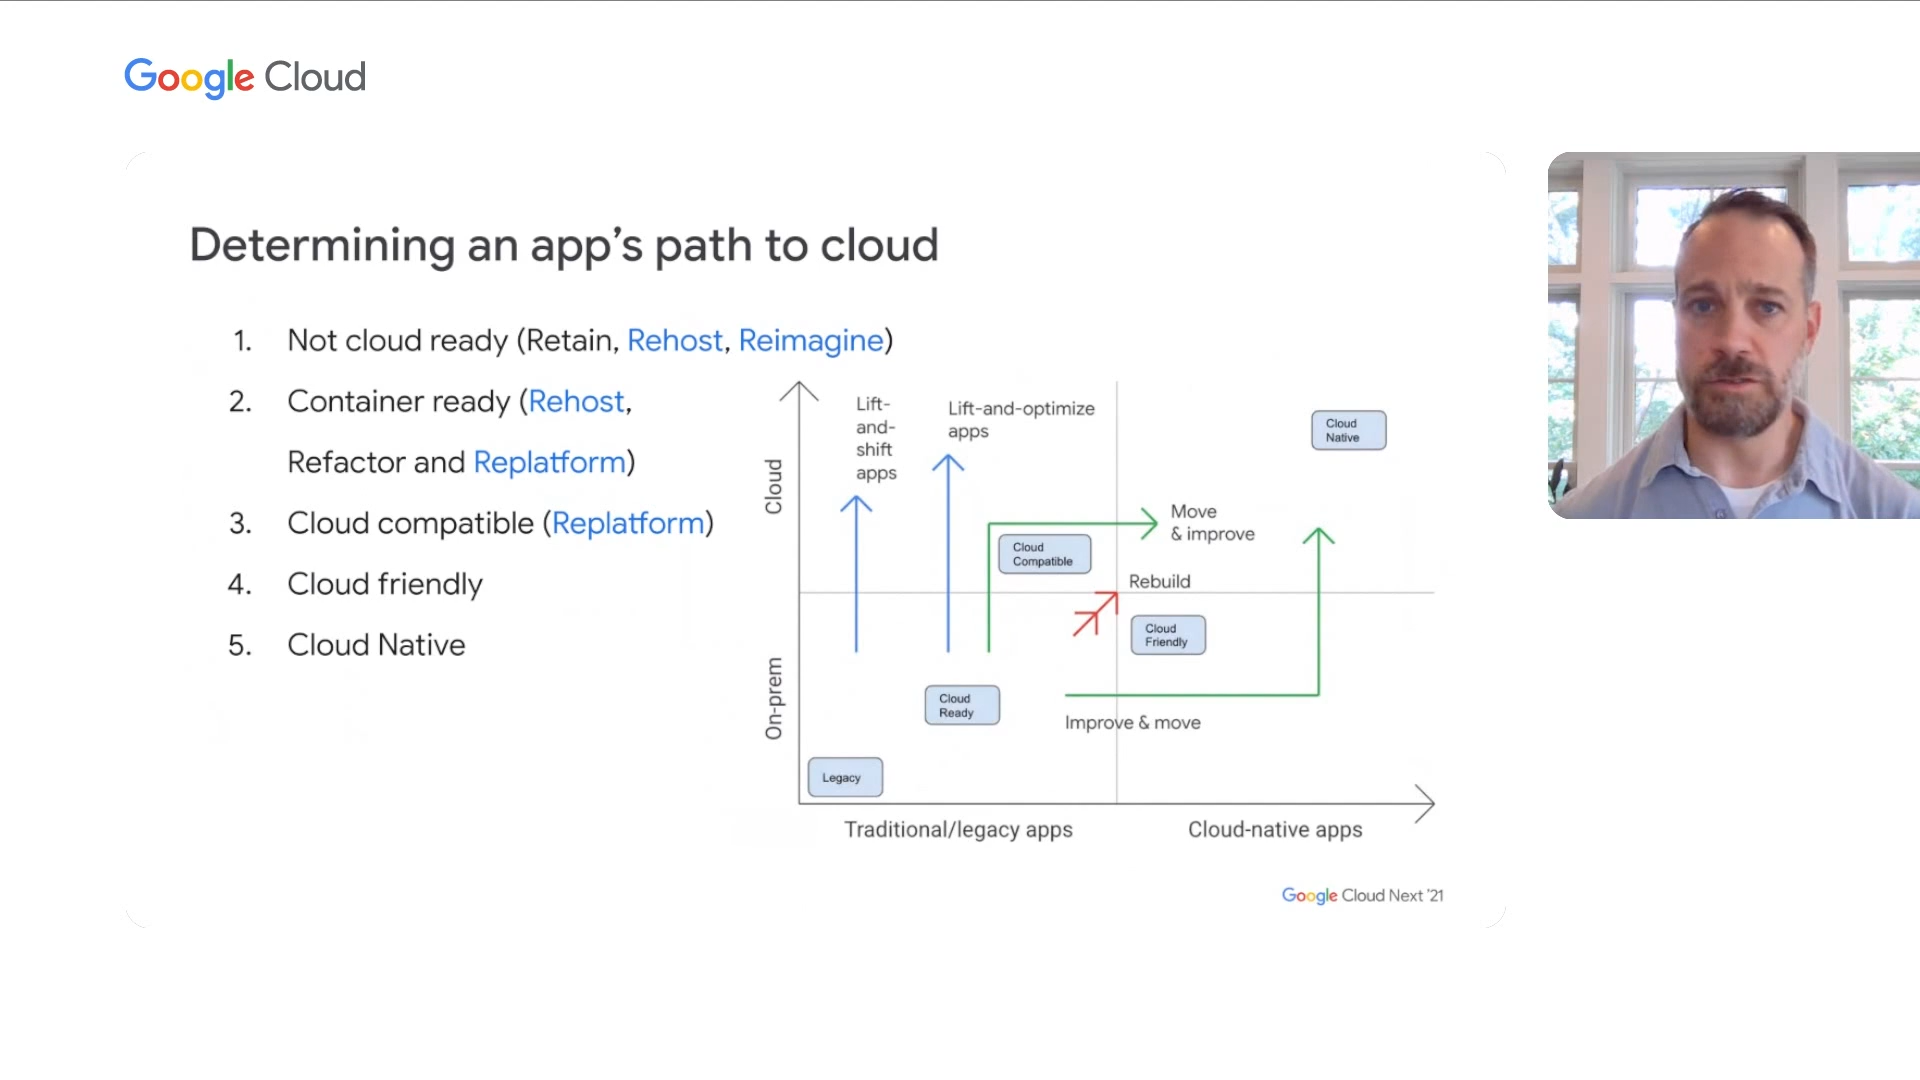 Google Cloud
Determining an app’s path to cloud
1. Not cloud ready (Retain, Rehost, Reimagine)
2. Container ready (Rehost,
Refactor and Replatform)
3. Cloud compatible (Replatform)
4. Cloud friendly
5. Cloud Native
Cloud
On-prem
Lift-
and-
shift
apps
Lift-and-optimize
apps
Cloud
Native
Move
& improve
Cloud
Compatible
Rebuild
Cloud
Friendly
Cloud
Ready
Improve & move
Legacy
Traditional/legacy apps
Cloud-native apps
Google Cloud Next ’21